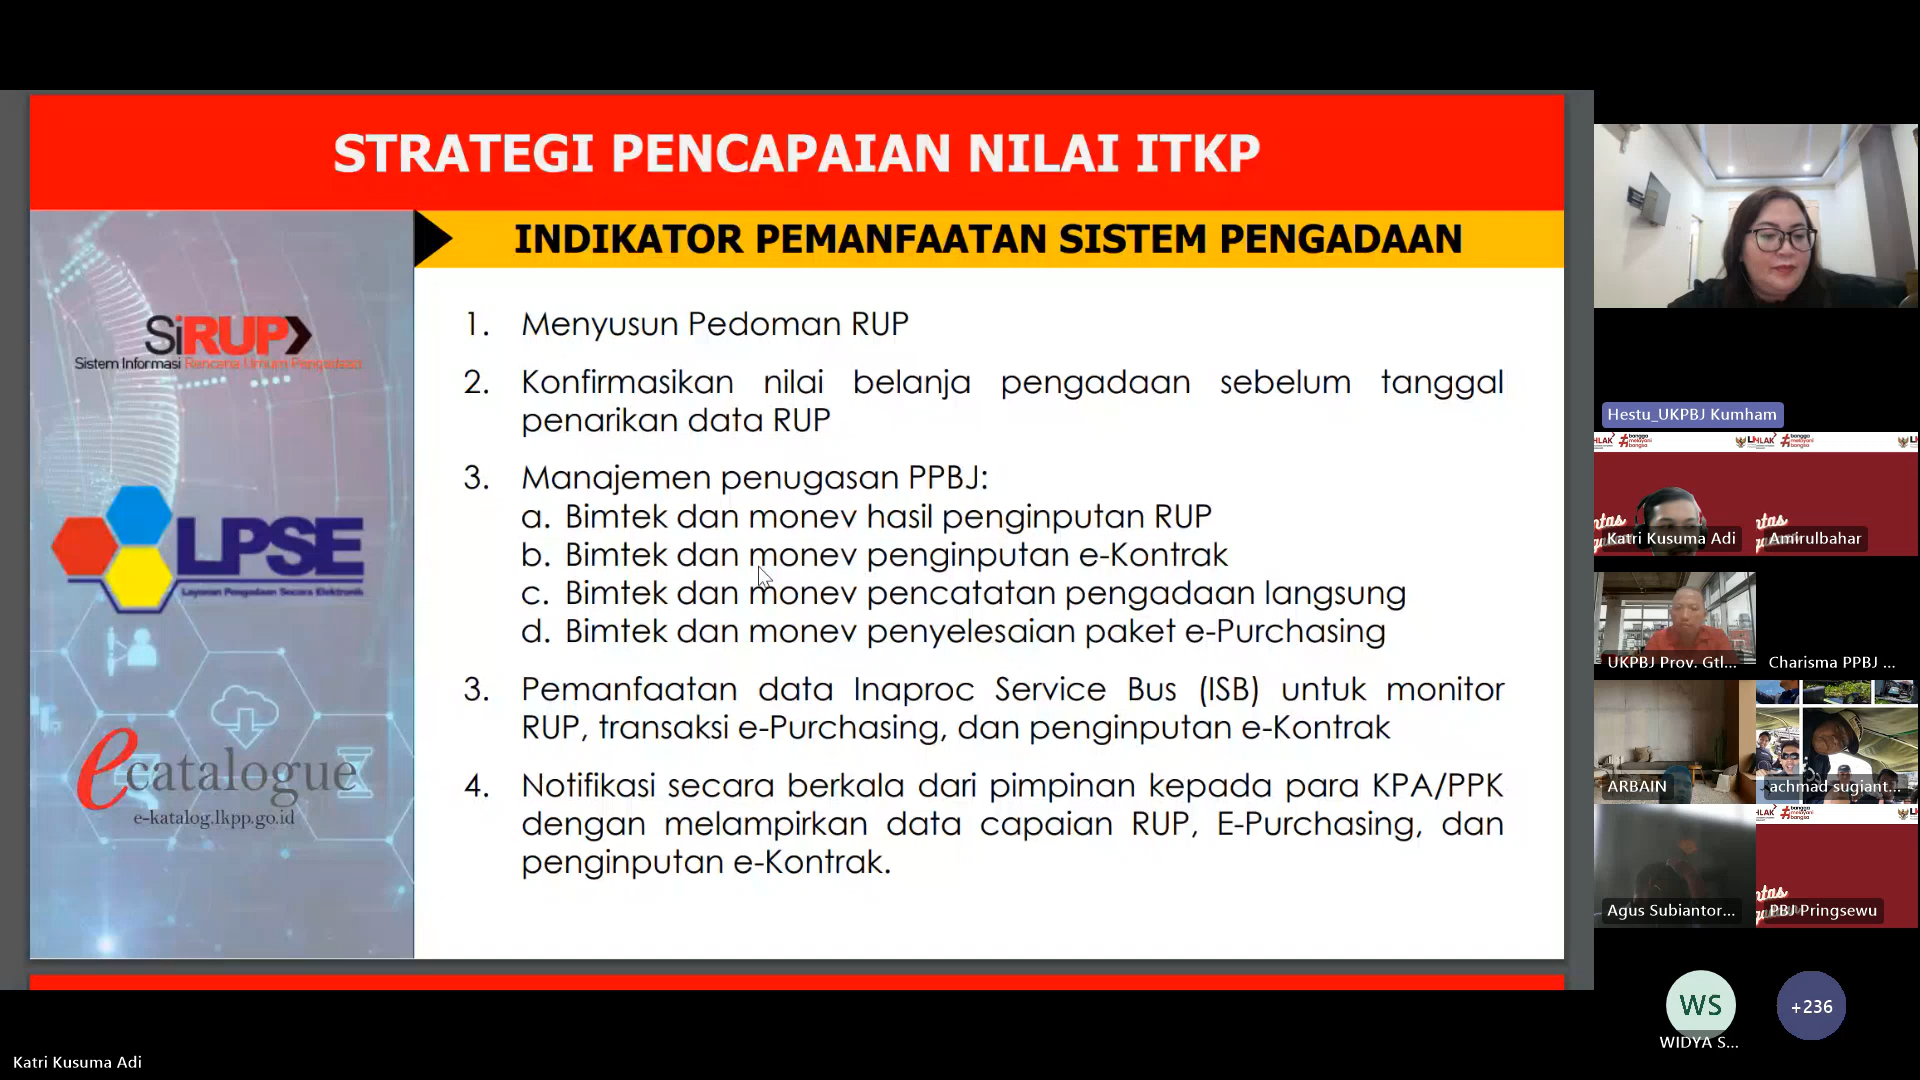 STRATEGI PENCAPAIAN NILAI ITKP
INDIKATOR PEMANFAATAN SISTEM PENGADAAN
SiRUP
Sistem Informasi Rencana Umum Pengadaan
LPSE
Layanan Pengadaan Secara Elektronik
ecatalogue
e-katalog.lkpp.go.id
1. Menyusun Pedoman RUP
2. Konfirmasikan nilai belanja pengadaan sebelum tanggal
penarikan data RUP
3. Manajemen penugasan PPBJ:
a. Bimtek dan monev hasil penginputan RUP
b. Bimtek dan monev penginputan e-Kontrak
c. Bimtek dan monev pencatatan pengadaan langsung
d. Bimtek dan monev penyelesaian paket e-Purchasing
3. Pemanfaatan data Inaproc Service Bus (ISB) untuk monitor
RUP, transaksi e-Purchasing, dan penginputan e-Kontrak
4. Notifikasi secara berkala dari pimpinan kepada para KPA/PPK
dengan melampirkan data capaian RUP, E-Purchasing, dan
penginputan e-Kontrak.
Hestu_UKPBJ Kumham
#bangga
melayani
bangsa
Katri Kusuma Adi
Amirulbahar
UKPBJ Prov. Gtl...
Charisma PPBJ ...
ARBAIN
achmad sugiant...
Agus Subiantor...
PBJ Pringsewu
WS
+236
WIDYA S...
Katri Kusuma Adi